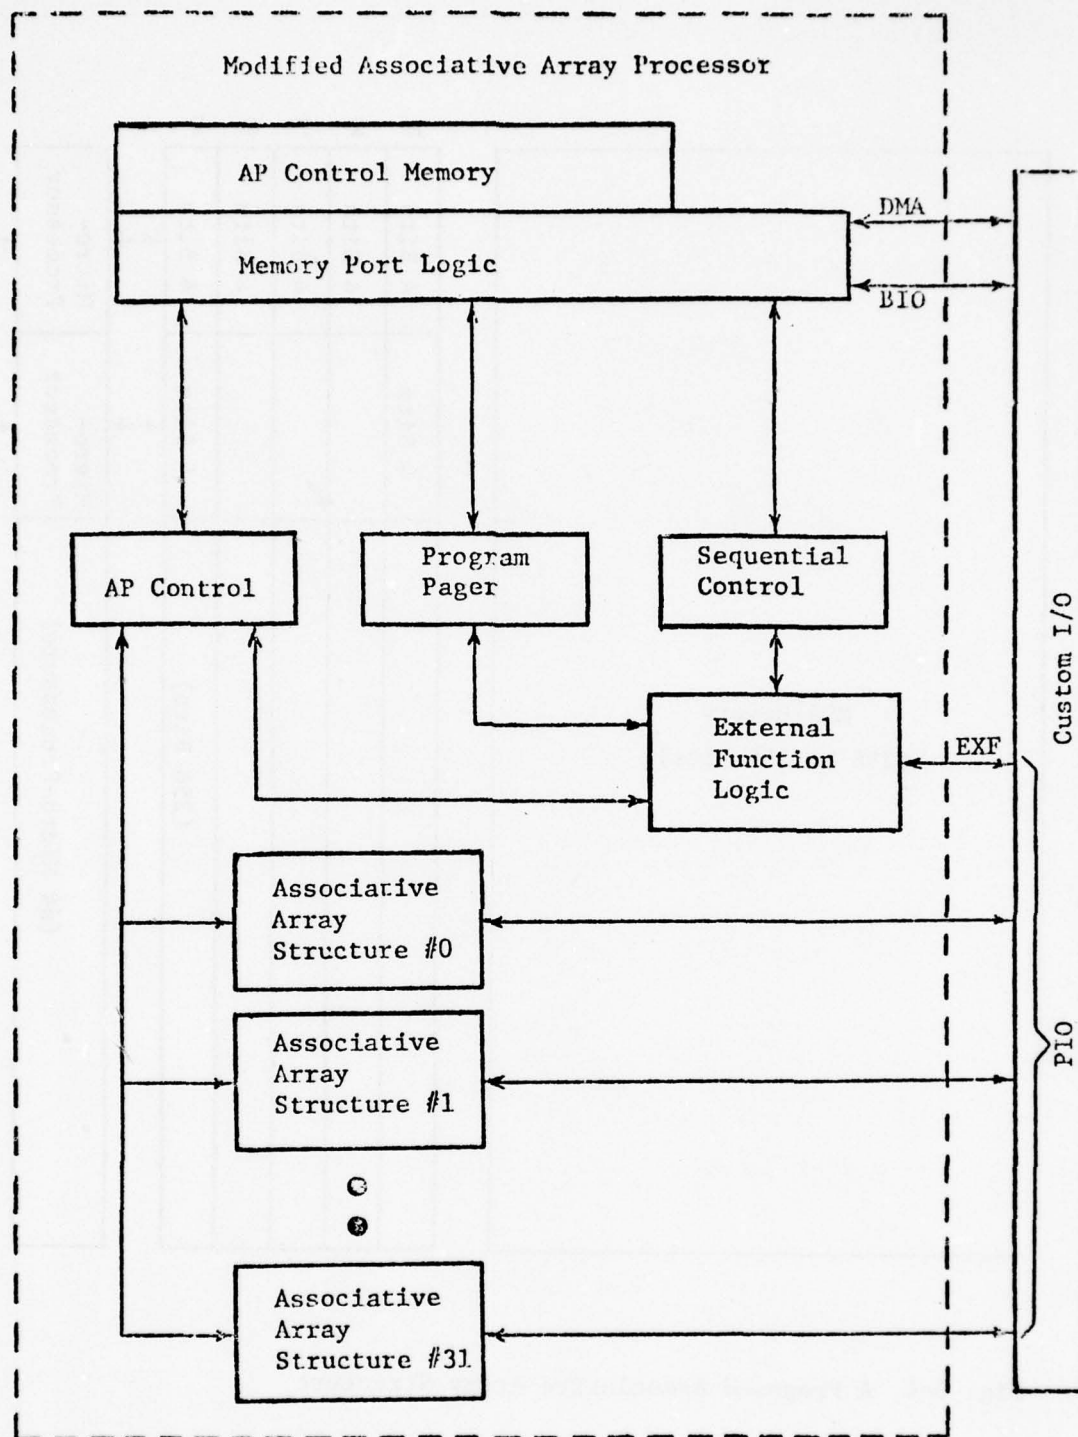 Modified Associative Array Processor
AP Control Memory
DMA
Memory Port Logic
BIO
AP Control
Program
Pager
Sequential
Control
External
Function
Logic
EXF
Custom I/O
Associative
Array
Structure #0
Associative
Array
Structure #1
PIO
Associative
Array
Structure #31